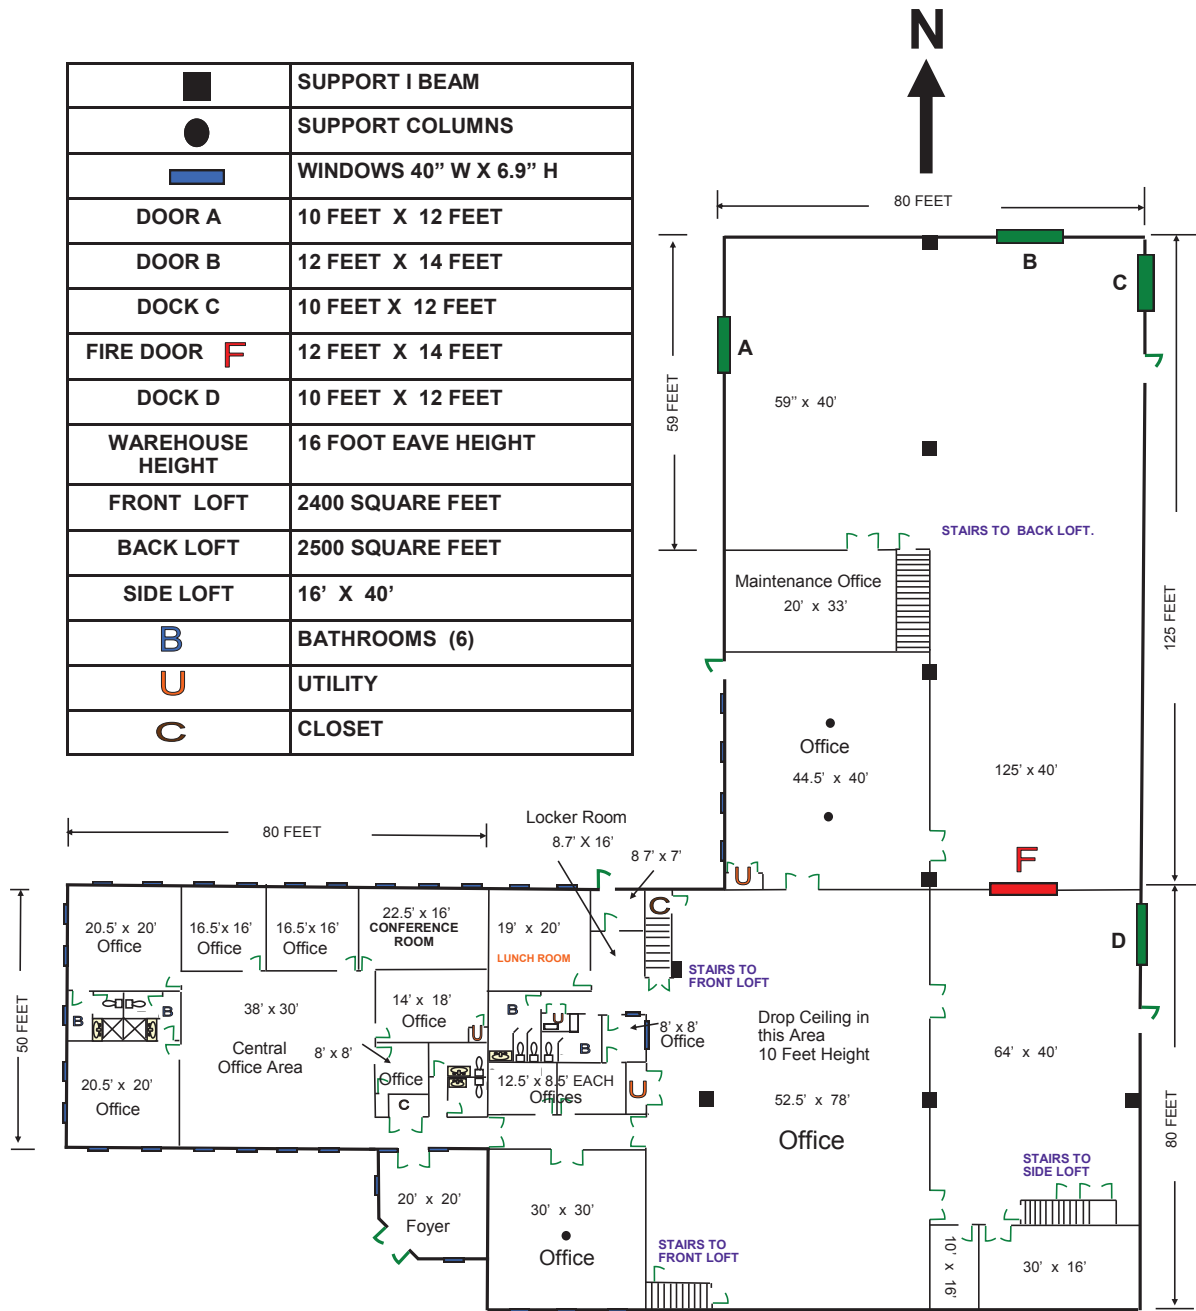 N
SUPPORT I BEAM
SUPPORT COLUMNS
WINDOWS 40” W X 6.9” H
DOOR A
10 FEET X 12 FEET
DOOR B
12 FEET X 14 FEET
DOCK C
10 FEET X 12 FEET
FIRE DOOR F
12 FEET X 14 FEET
DOCK D
10 FEET X 12 FEET
WAREHOUSE
HEIGHT
16 FOOT EAVE HEIGHT
FRONT LOFT
2400 SQUARE FEET
BACK LOFT
2500 SQUARE FEET
SIDE LOFT
16’ X 40’
B
BATHROOMS (6)
U
UTILITY
C
CLOSET
80 FEET
B
C
A
59 FEET
59” x 40’
STAIRS TO BACK LOFT.
Maintenance Office
20’ x 33’
125 FEET
Office
44.5’ x 40’
125’ x 40’
F
U
80 FEET
Locker Room
8.7’ X 16’
8 7’ x 7’
C
D
20.5’ x 20’
Office
16.5’x 16’
Office
16.5’x 16’
Office
22.5’ x 16’
CONFERENCE
ROOM
19’ x 20’
LUNCH ROOM
STAIRS TO
FRONT LOFT
50 FEET
B
B
38’ x 30’
Central
Office Area
14’ x 18’
Office
U
8’ x 8’
Office
C
B
U
B
8’ x 8’
Office
Drop Ceiling in
this Area
10 Feet Height
64’ x 40’
20.5’ x 20’
Office
12.5’ x 8.5’ EACH
Offices
U
52.5’ x 78’
Office
80 FEET
STAIRS TO
SIDE LOFT
20’ x 20’
Foyer
30’ x 30’
Office
STAIRS TO
FRONT LOFT
10’ x 16’
30’ x 16’